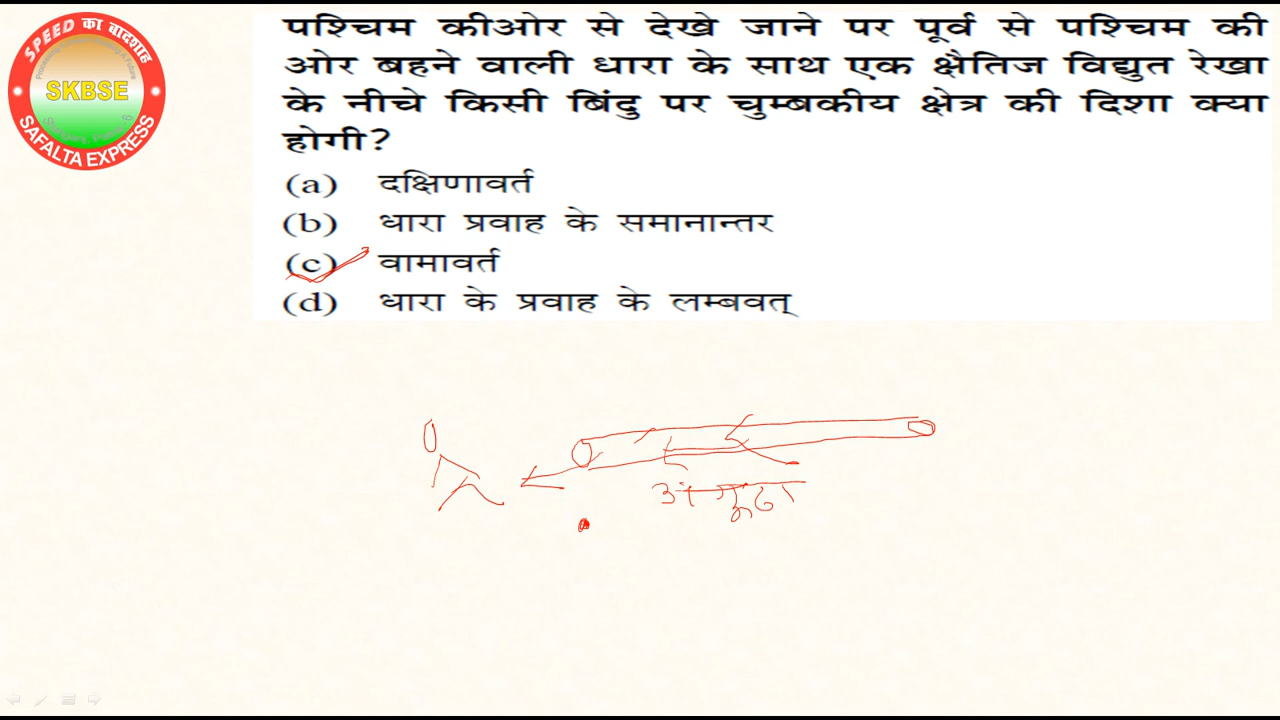 SPEED का बादशाह
SKBSE
SAFALTA EXPRESS
पश्चिम कीओर से देखे जाने पर पूर्व से पश्चिम की
ओर बहने वाली धारा के साथ एक क्षैतिज विद्युत रेखा
के नीचे किसी बिंदु पर चुम्बकीय क्षेत्र की दिशा क्या
होगी?
(a) दक्षिणावर्त
(b) धारा प्रवाह के समानान्तर
(c) वामावर्त
(d) धारा के प्रवाह के लम्बवत्